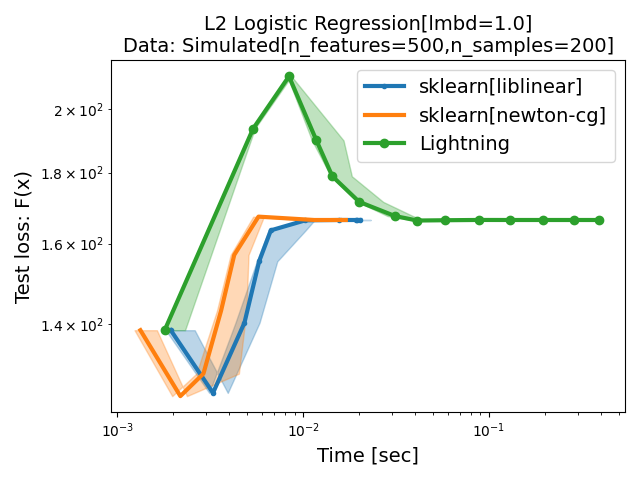 L2 Logistic Regression[lmbd=1.0]
Data: Simulated[n_features=500,n_samples=200]
Test loss: F(x)
2 × 10²
1.8 × 10²
1.6 × 10²
1.4 × 10²
sklearn[liblinear]
sklearn[newton-cg]
Lightning
10⁻³ 10⁻² 10⁻¹
Time [sec]